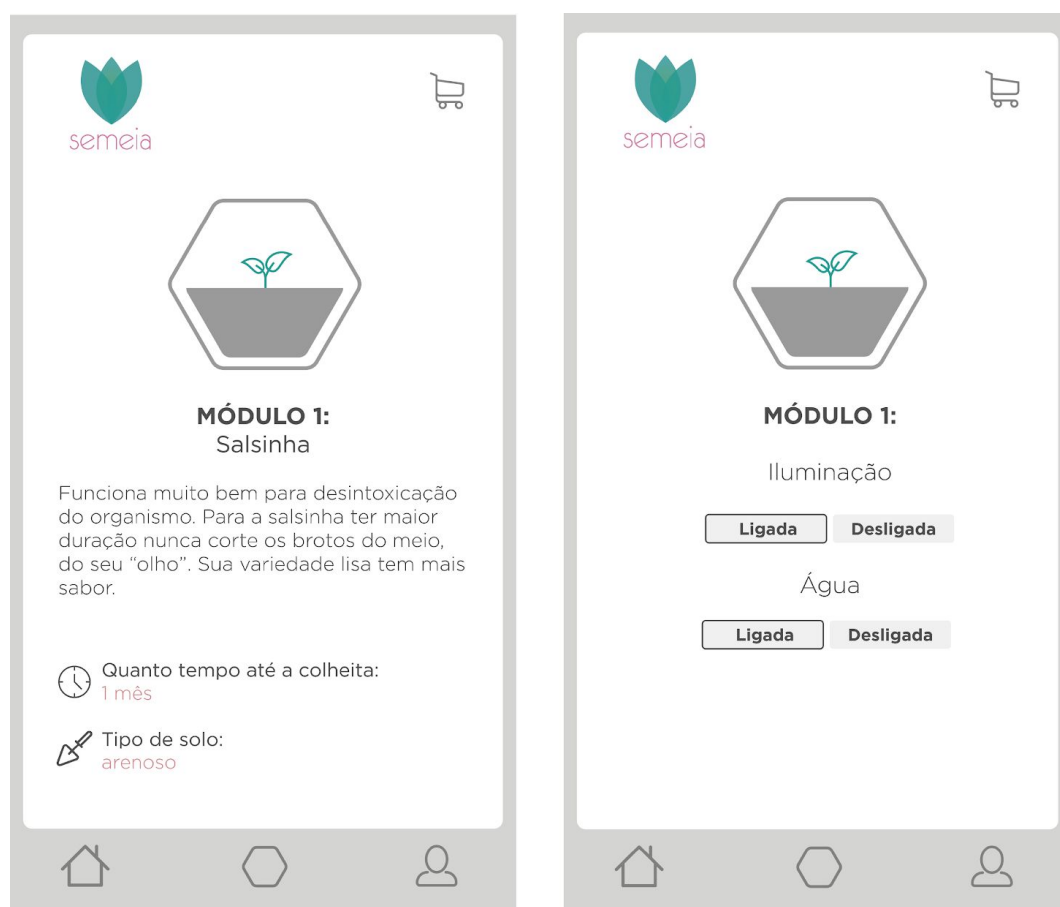 semeia
MÓDULO 1:
Salsinha
Funciona muito bem para desintoxicação
do organismo. Para a salsinha ter maior
duração nunca corte os brotos do meio,
do seu “olho”. Sua variedade lisa tem mais
sabor.
Quanto tempo até a colheita:
1 mês
Tipo de solo:
arenoso
semeia
MÓDULO 1:
Iluminação
Ligada Desligada
Água
Ligada Desligada